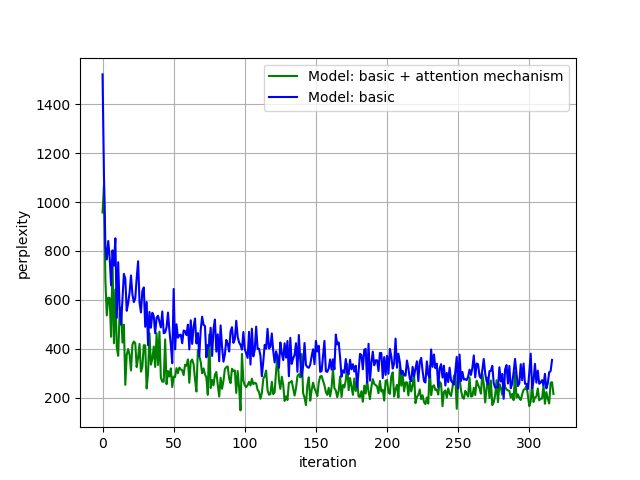 Model: basic + attention mechanism
Model: basic
perplexity
1400
1200
1000
800
600
400
200
0 50 100 150 200 250 300
iteration